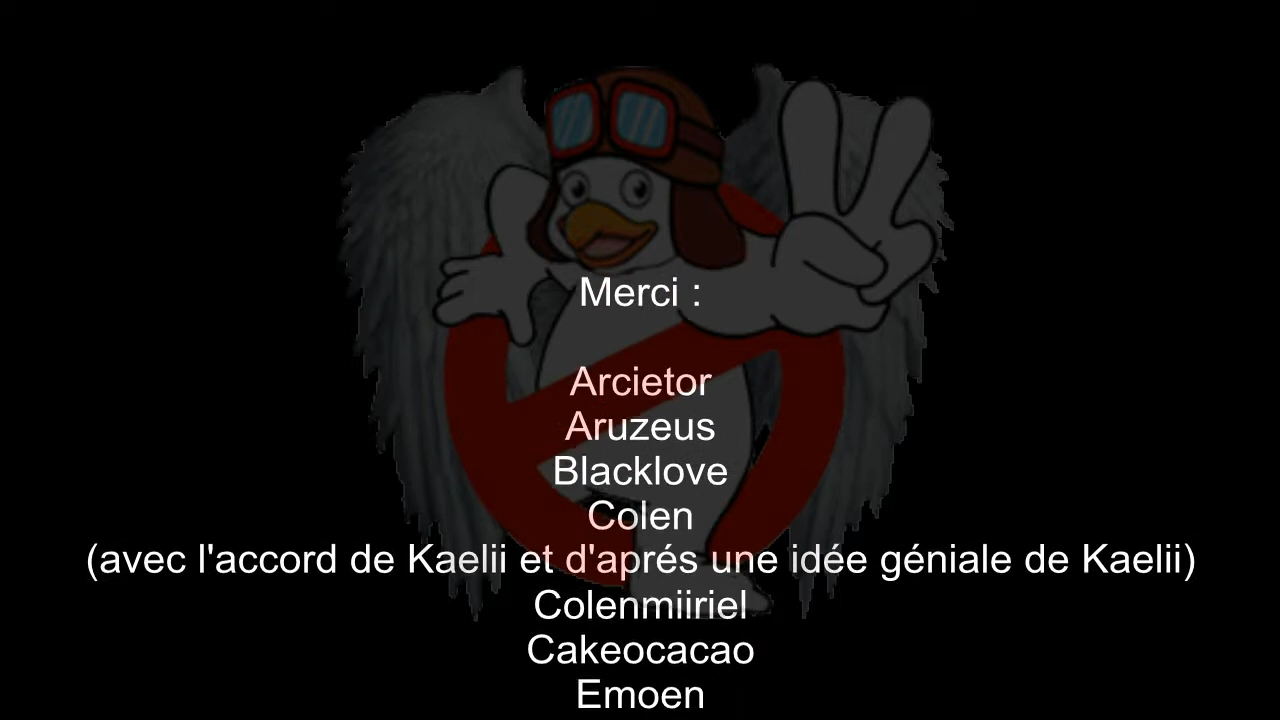 Merci :
Arcietor
Aruzeus
Blacklove
Colen
(avec l'accord de Kaelii et d'aprés une idée géniale de Kaelii)
Colenmiiriel
Cakeocacao
Emoen